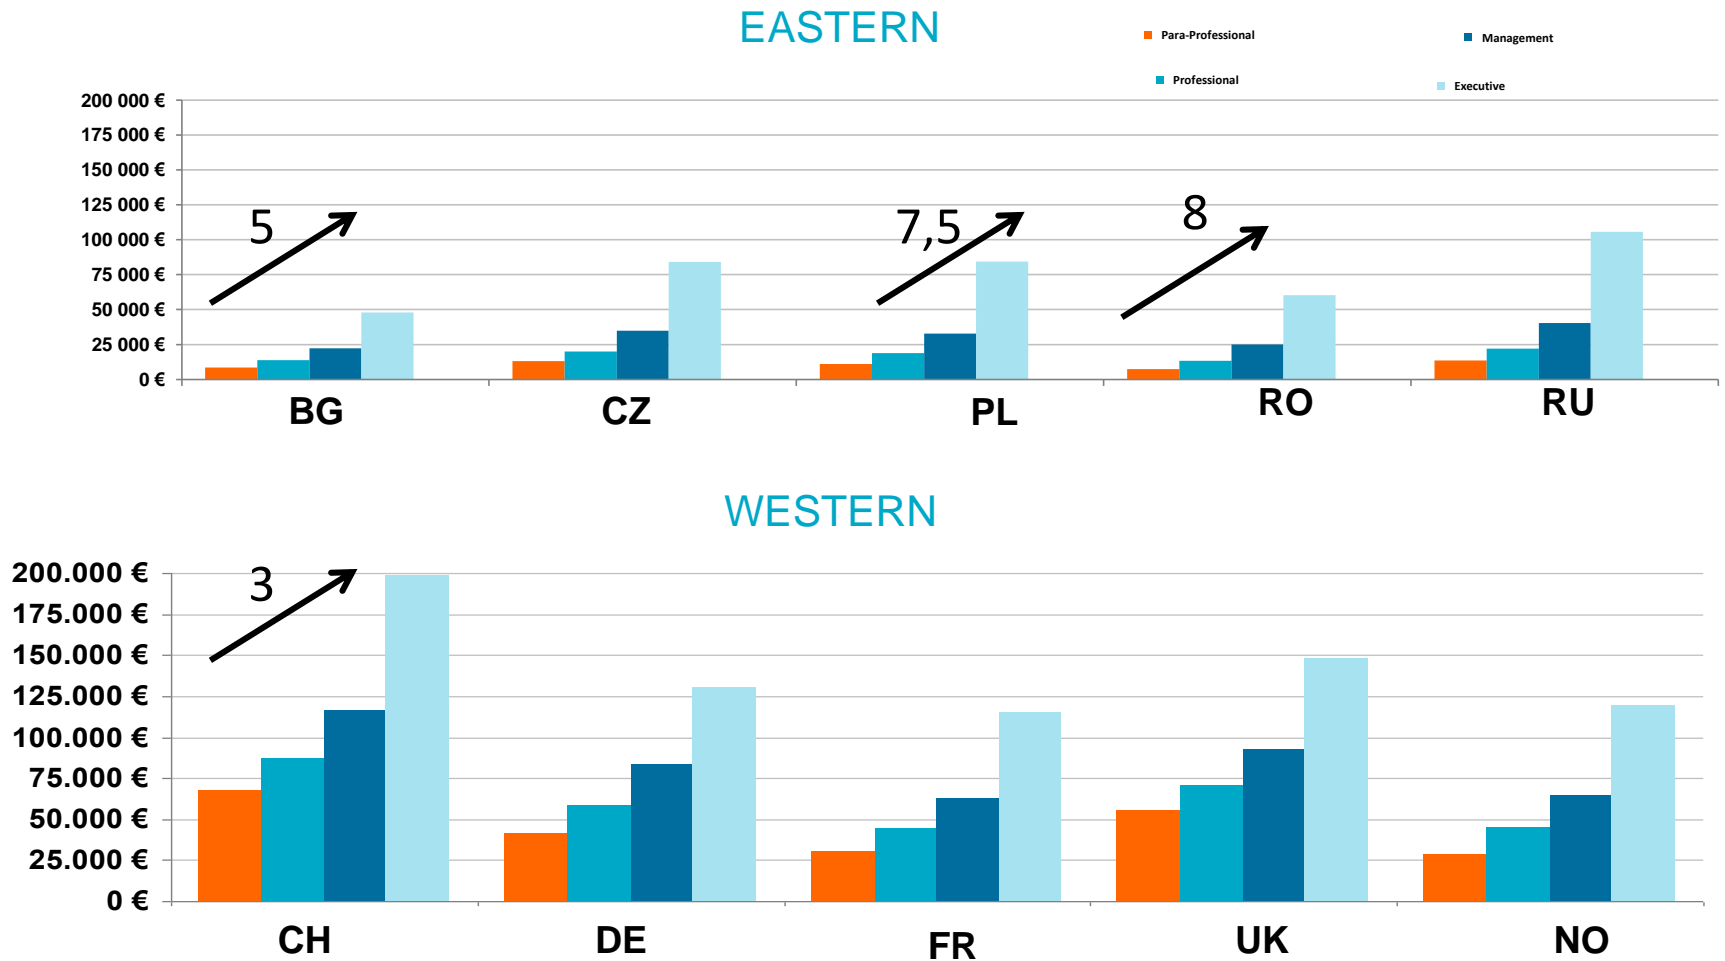 EASTERN
Para-Professional
Management
Professional
Executive
200 000 €
175 000 €
150 000 €
125 000 €
100 000 €
75 000 €
50 000 €
25 000 €
0 €
5
7,5
8
BG
CZ
PL
RO
RU
WESTERN
200.000 €
175.000 €
150.000 €
125.000 €
100.000 €
75.000 €
50.000 €
25.000 €
0 €
3
CH
DE
FR
UK
NO